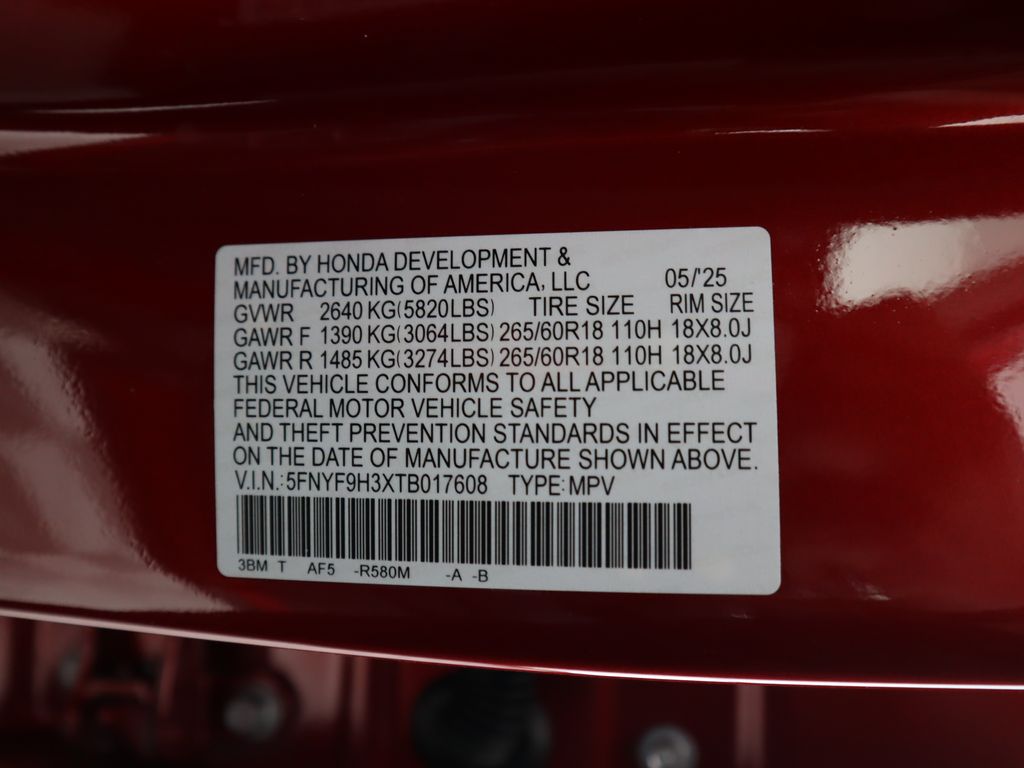 MFD. BY HONDA DEVELOPMENT &
MANUFACTURING OF AMERICA, LLC 05/'25
GVWR 2640 KG(5820LBS) TIRE SIZE RIM SIZE
GAWR F 1390 KG(3064LBS) 265/60R18 110H 18X8.0J
GAWR R 1485 KG(3274LBS) 265/60R18 110H 18X8.0J
THIS VEHICLE CONFORMS TO ALL APPLICABLE
FEDERAL MOTOR VEHICLE SAFETY
AND THEFT PREVENTION STANDARDS IN EFFECT
ON THE DATE OF MANUFACTURE SHOWN ABOVE.
V.I.N.:5FNYF9H3XTB017608 TYPE:MPV
3BM T AF5 -R580M -A -B